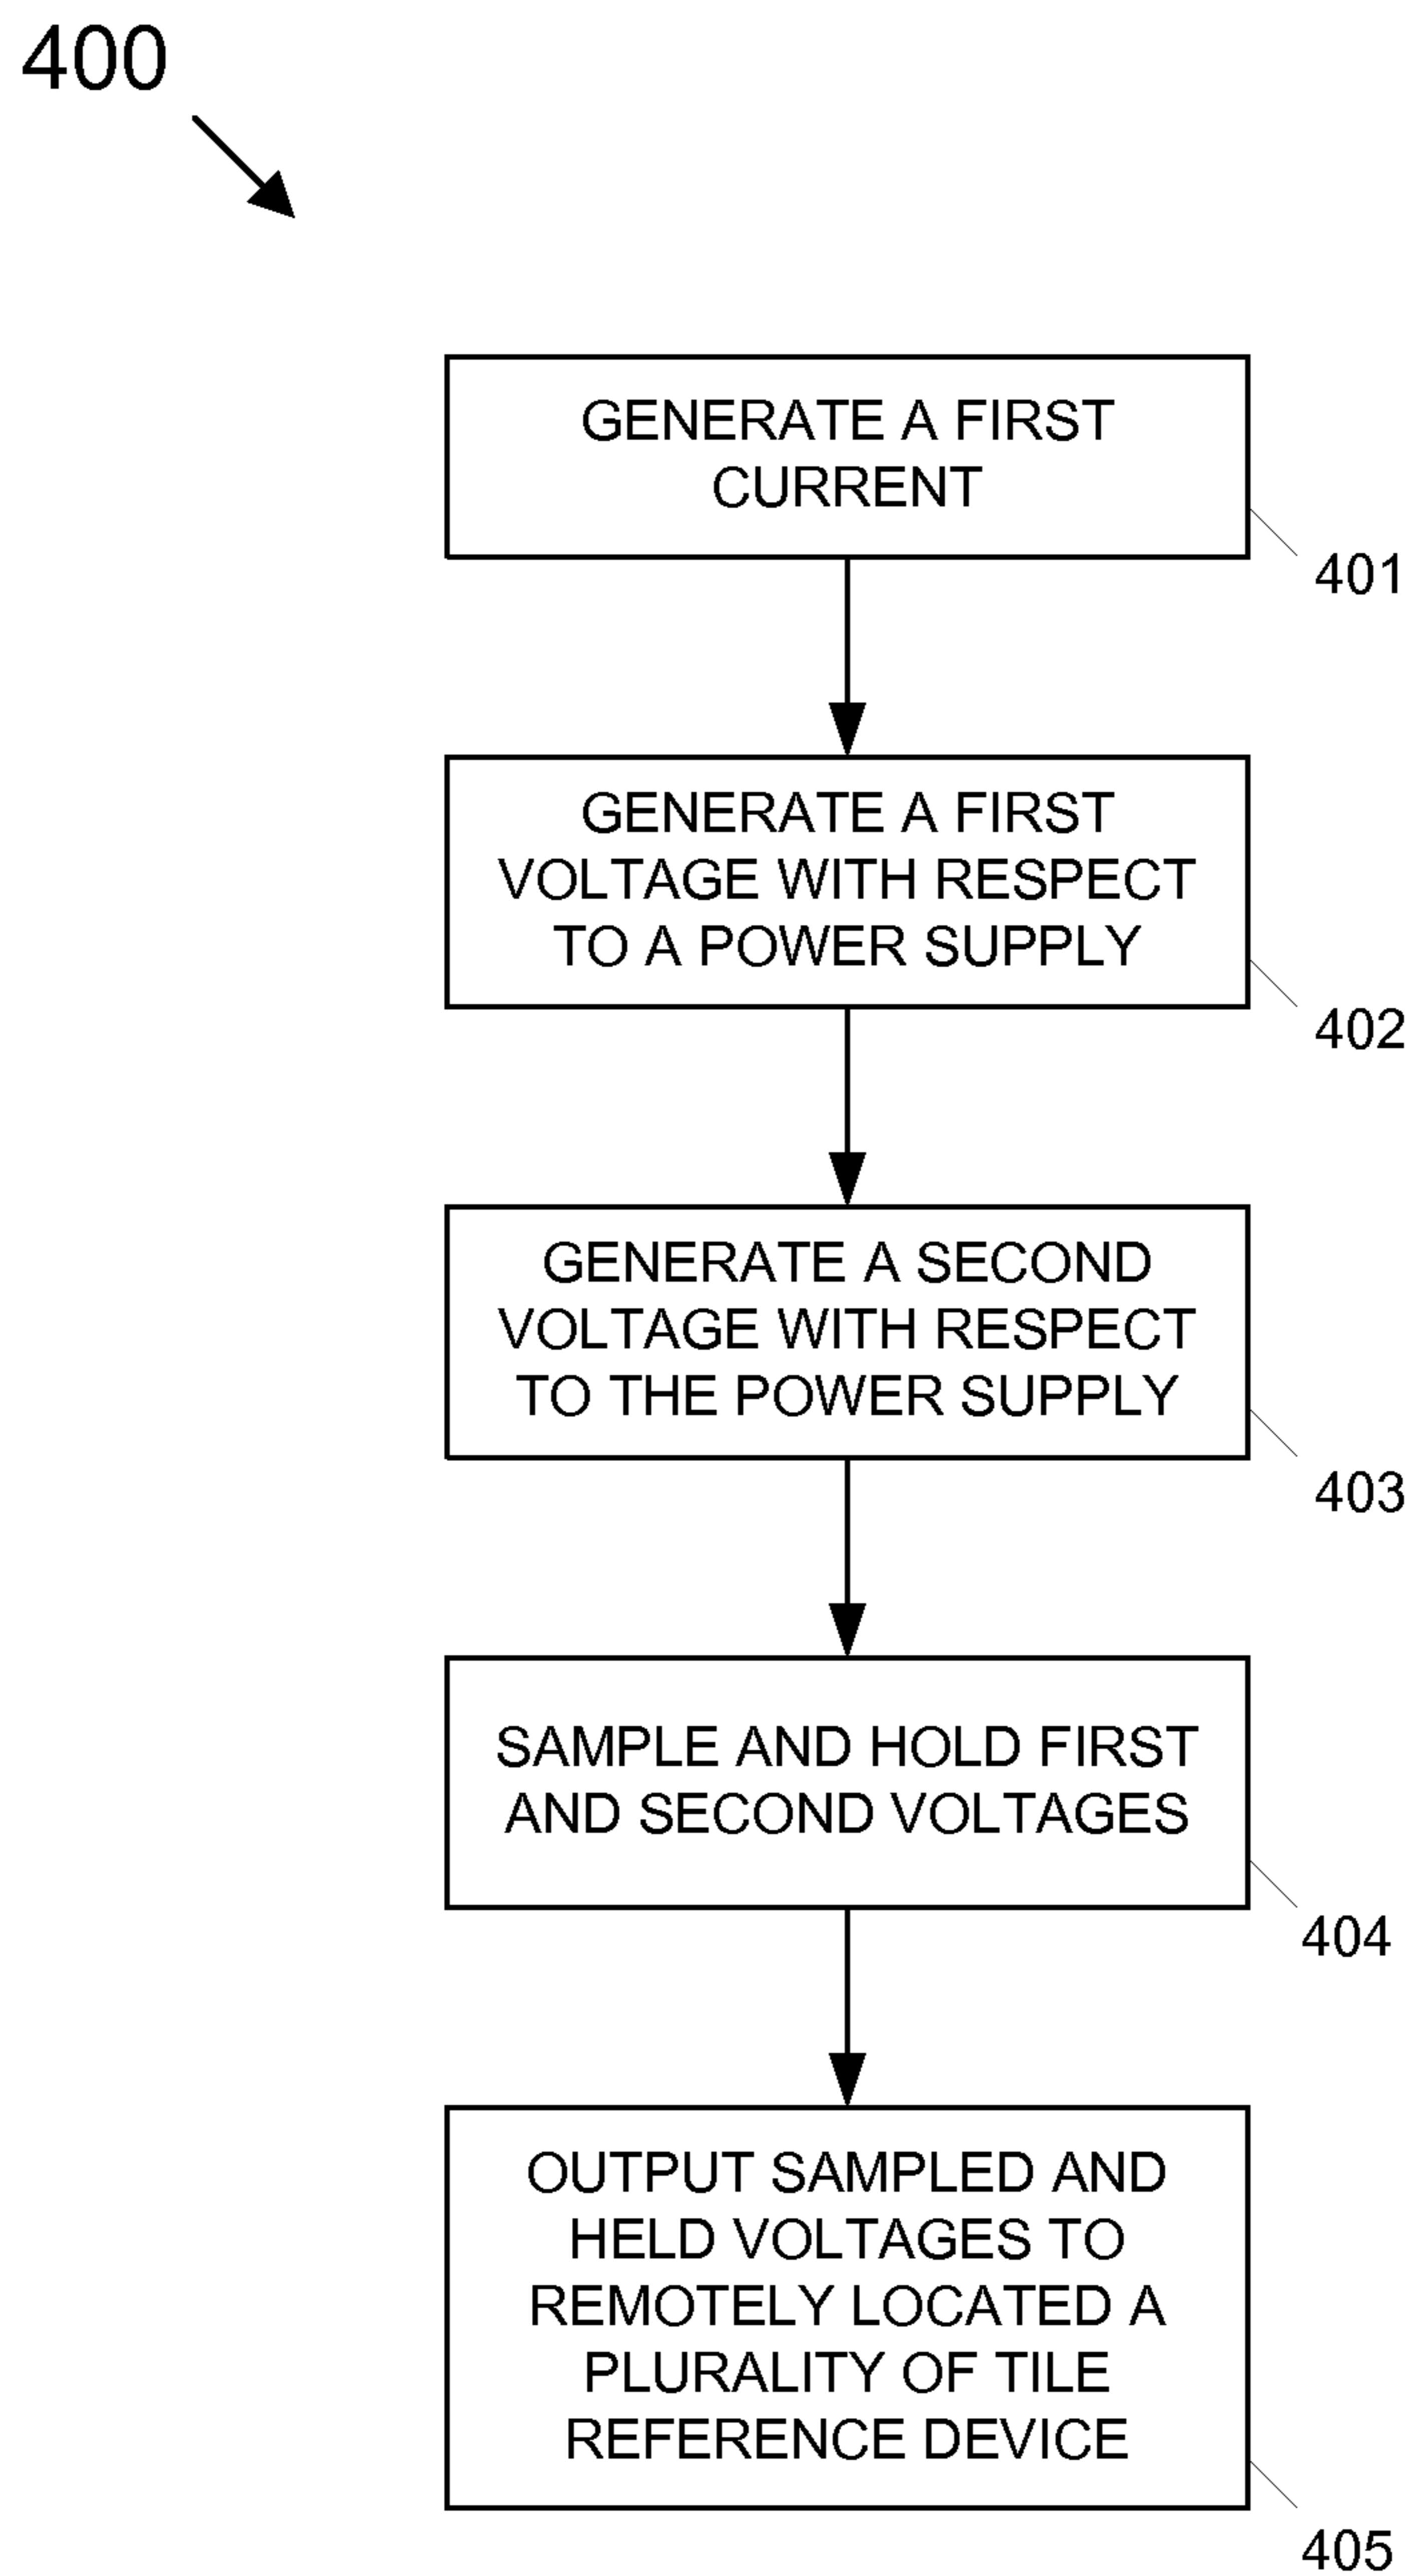 400
GENERATE A FIRST
CURRENT
401
GENERATE A FIRST
VOLTAGE WITH RESPECT
TO A POWER SUPPLY
402
GENERATE A SECOND
VOLTAGE WITH RESPECT
TO THE POWER SUPPLY
403
SAMPLE AND HOLD FIRST
AND SECOND VOLTAGES
404
OUTPUT SAMPLED AND
HELD VOLTAGES TO
REMOTELY LOCATED A
PLURALITY OF TILE
REFERENCE DEVICE
405